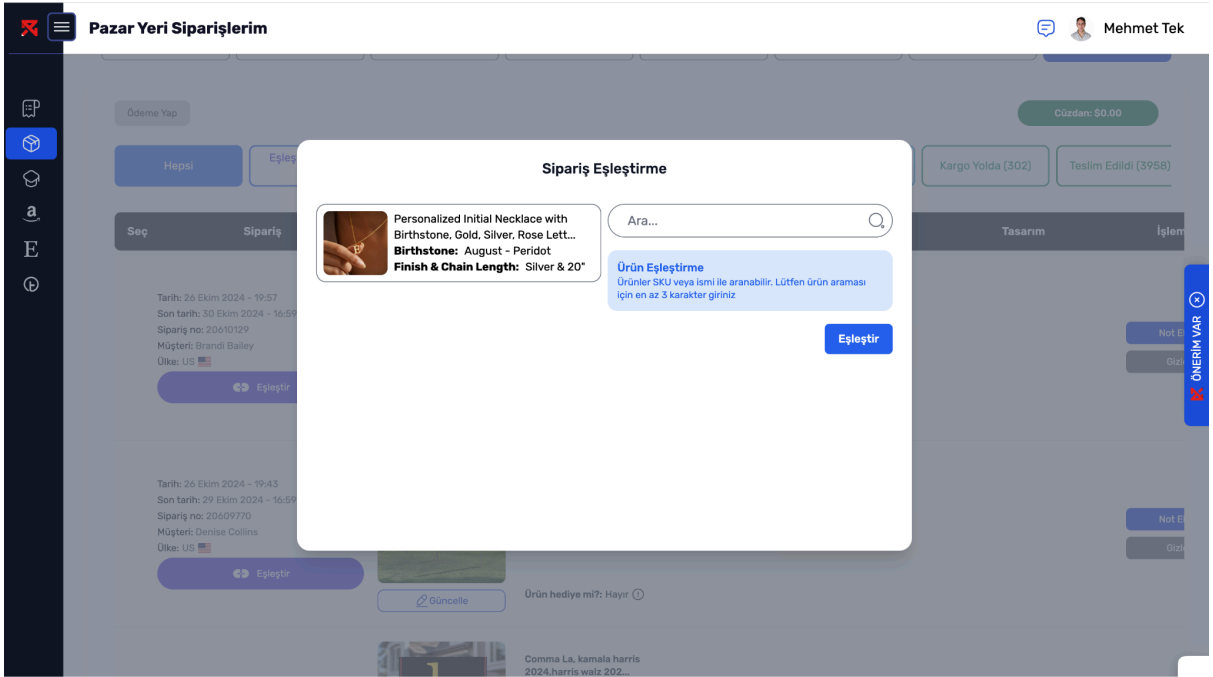 Pazar Yeri Siparişlerim
Mehmet Tek
Ödeme Yap
Cüzdan: $0.00
Hepsi
Eşleş
Kargo Yolda (302)
Teslim Edildi (3958)
Seç
Sipariş
Tasarım
İşlem
Sipariş Eşleştirme
Personalized Initial Necklace with
Birthstone, Gold, Silver, Rose Lett...
Birthstone: August - Peridot
Finish & Chain Length: Silver & 20"
Ara...
Ürün Eşleştirme
Ürünler SKU veya ismi ile aranabilir. Lütfen ürün araması
için en az 3 karakter giriniz
Eşleştir
Tarih: 26 Ekim 2024 - 19:57
Son tarih: 30 Ekim 2024 - 16:59
Sipariş no: 20610129
Müşteri: Brandi Bailey
Ülke: US
Eşleştir
Not E
Gizl
ÖNERİM VAR
Tarih: 26 Ekim 2024 - 19:43
Son tarih: 29 Ekim 2024 - 16:59
Sipariş no: 20609770
Müşteri: Denise Collins
Ülke: US
Eşleştir
Not E
Gizl
Güncelle
Ürün hediye mi?: Hayır
Comma La, kamala harris
2024,harris walz 202...
a
E